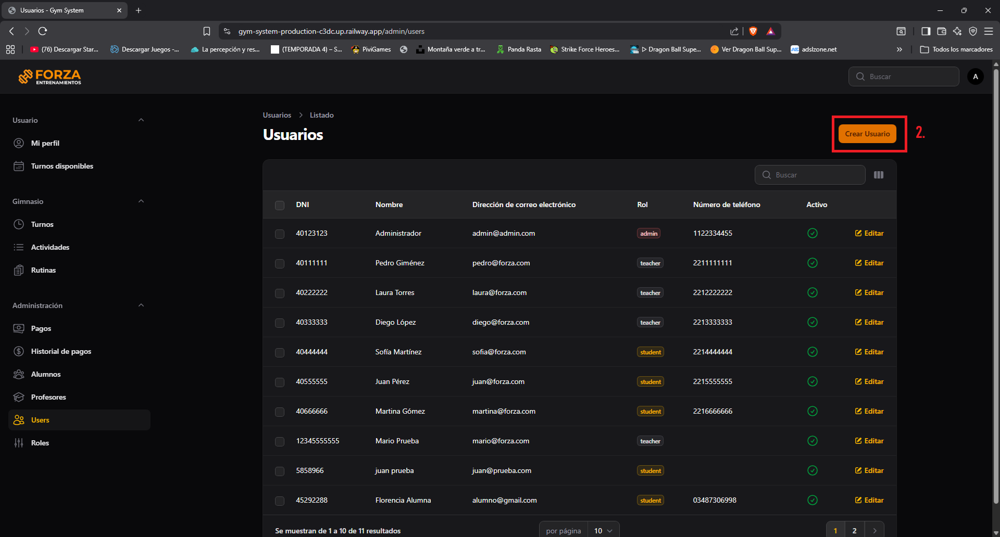 Usuarios - Gym System
gym-system-production-c3dc.up.railway.app/admin/users
(76) Descargar Star...
Descargar Juegos -...
La percepción y res...
(TEMPORADA 4) – S...
PiviGames
Montaña verde a tr...
Panda Rasta
Strike Force Heroes...
ᐅ Dragon Ball Supe...
Ver Dragon Ball Sup...
adslzone.net
Todos los marcadores
FORZA
ENTRENAMIENTOS
Buscar
A
Usuario
Mi perfil
Turnos disponibles
Gimnasio
Turnos
Actividades
Rutinas
Administración
Pagos
Historial de pagos
Alumnos
Profesores
Users
Roles
Usuarios > Listado
Usuarios
Crear Usuario
2.
Buscar
DNI Nombre Dirección de correo electrónico Rol Número de teléfono Activo
40123123 Administrador admin@admin.com admin 1122334455 Editar
40111111 Pedro Giménez pedro@forza.com teacher 2211111111 Editar
40222222 Laura Torres laura@forza.com teacher 2212222222 Editar
40333333 Diego López diego@forza.com teacher 2213333333 Editar
40444444 Sofía Martínez sofia@forza.com student 2214444444 Editar
40555555 Juan Pérez juan@forza.com student 2215555555 Editar
40666666 Martina Gómez martina@forza.com student 2216666666 Editar
12345555555 Mario Prueba mario@forza.com teacher Editar
5858966 juan prueba juan@prueba.com student Editar
45292288 Florencia Alumna alumno@gmail.com student 03487306998 Editar
Se muestran de 1 a 10 de 11 resultados
por página 10
1 2